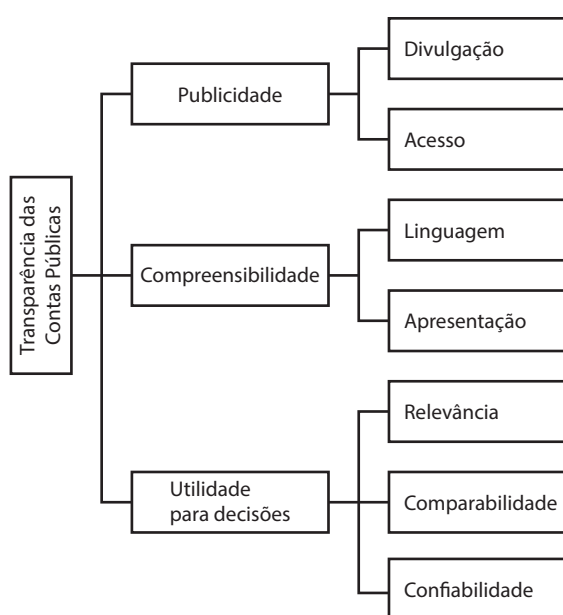 Transparência das
Contas Públicas
Publicidade
Divulgação
Acesso
Compreensibilidade
Linguagem
Apresentação
Utilidade
para decisões
Relevância
Comparabilidade
Confiabilidade